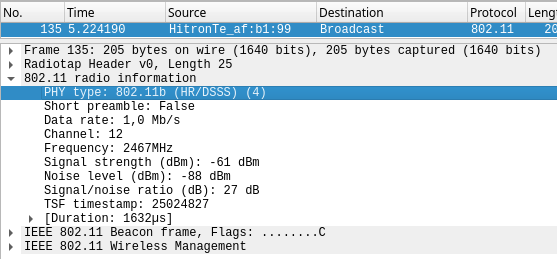 No. Time Source Destination Protocol Leng
135 5.224190 HitronTe_af:b1:99 Broadcast 802.11 20
Frame 135: 205 bytes on wire (1640 bits), 205 bytes captured (1640 bits)
Radiotap Header v0, Length 25
802.11 radio information
PHY type: 802.11b (HR/DSSS) (4)
Short preamble: False
Data rate: 1,0 Mb/s
Channel: 12
Frequency: 2467MHz
Signal strength (dBm): -61 dBm
Noise level (dBm): -88 dBm
Signal/noise ratio (dB): 27 dB
TSF timestamp: 25024827
[Duration: 1632µs]
IEEE 802.11 Beacon frame, Flags: ........C
IEEE 802.11 Wireless Management